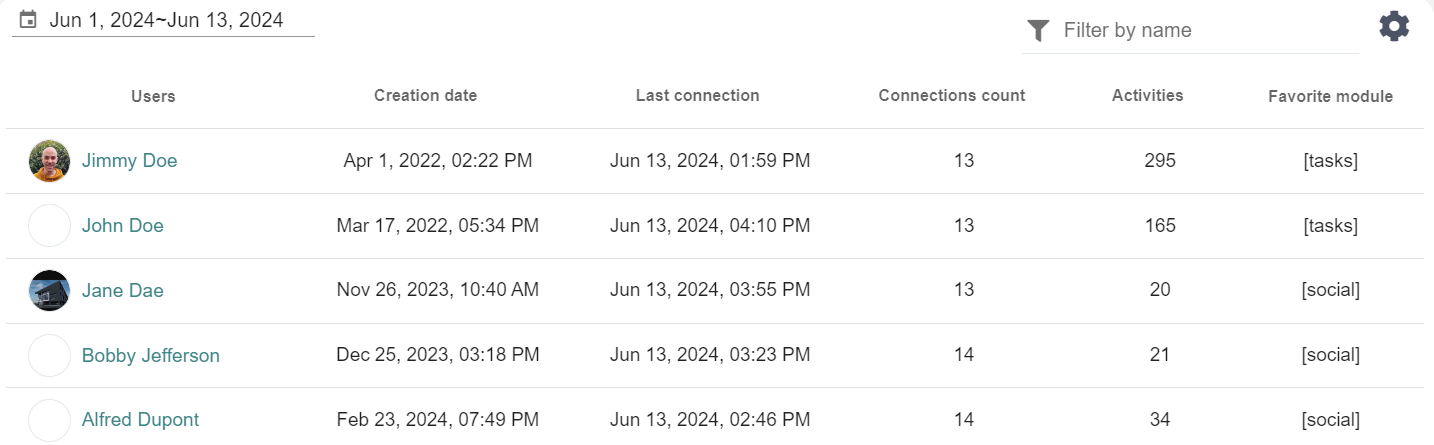 Jun 1, 2024~Jun 13, 2024
Filter by name
Users Creation date Last connection Connections count Activities Favorite module
Jimmy Doe Apr 1, 2022, 02:22 PM Jun 13, 2024, 01:59 PM 13 295 [tasks]
John Doe Mar 17, 2022, 05:34 PM Jun 13, 2024, 04:10 PM 13 165 [tasks]
Jane Dae Nov 26, 2023, 10:40 AM Jun 13, 2024, 03:55 PM 13 20 [social]
Bobby Jefferson Dec 25, 2023, 03:18 PM Jun 13, 2024, 03:23 PM 14 21 [social]
Alfred Dupont Feb 23, 2024, 07:49 PM Jun 13, 2024, 02:46 PM 14 34 [social]